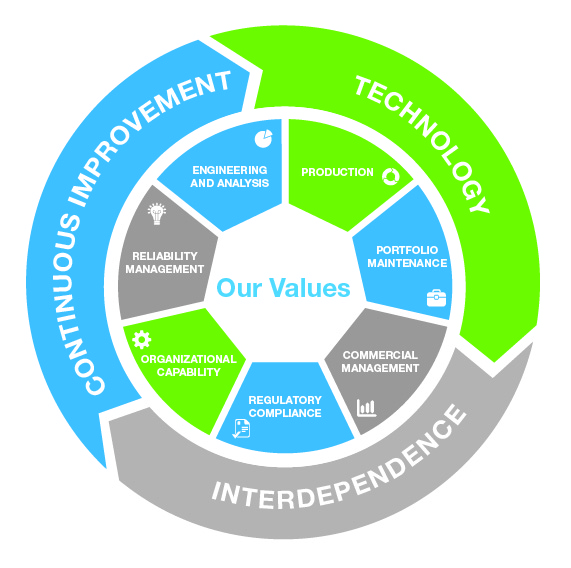 CONTINUOUS IMPROVEMENT
TECHNOLOGY
INTERDEPENDENCE
ENGINEERING
AND ANALYSIS
PRODUCTION
PORTFOLIO
MAINTENANCE
COMMERCIAL
MANAGEMENT
REGULATORY
COMPLIANCE
ORGANIZATIONAL
CAPABILITY
RELIABILITY
MANAGEMENT
Our Values